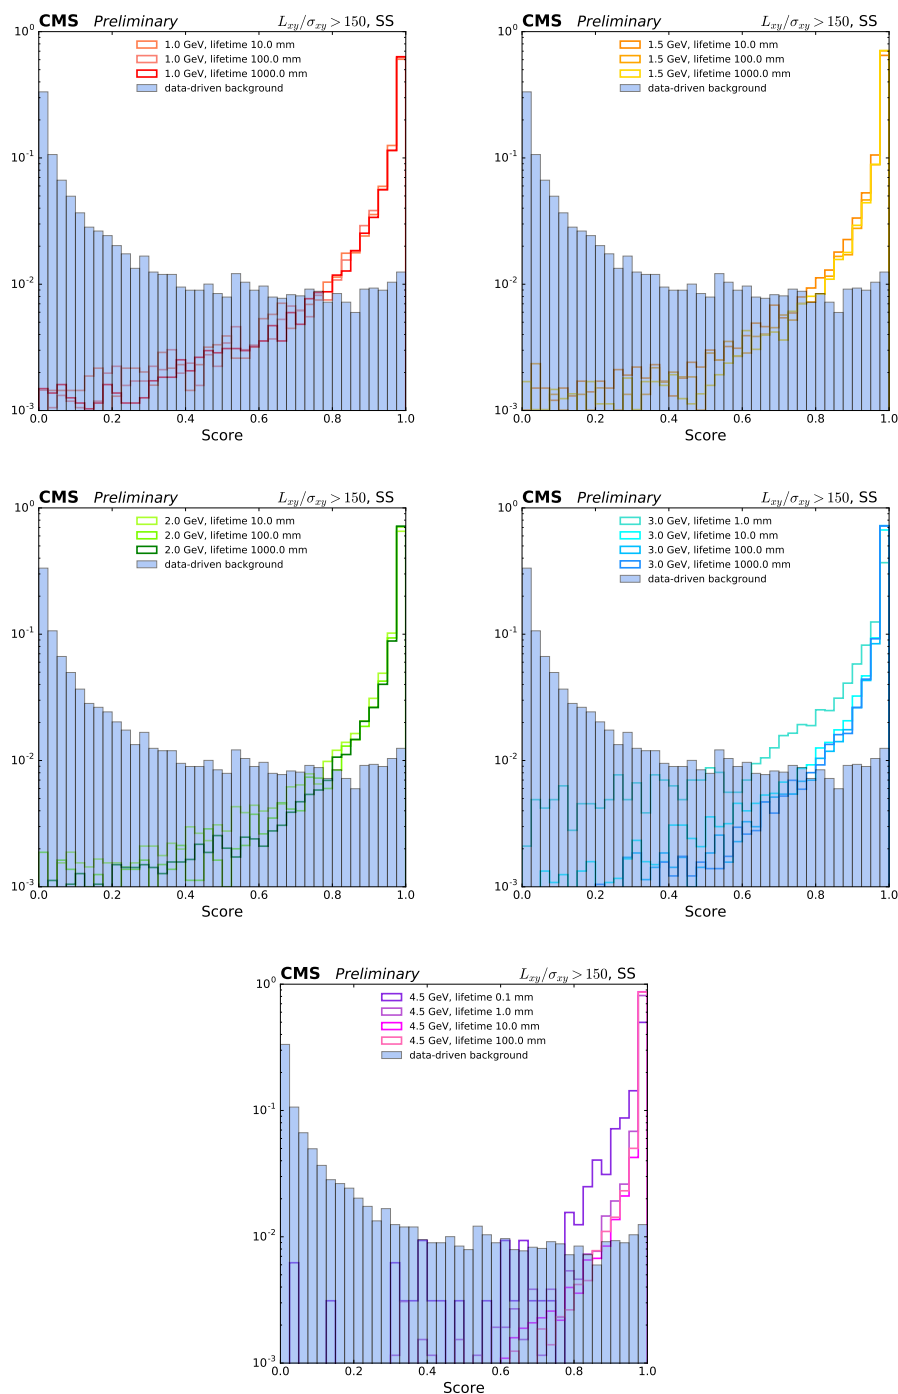 CMS Preliminary L_xy/σ_xy > 150, SS
10^0
10^-1
10^-2
10^-3
1.0 GeV, lifetime 10.0 mm
1.0 GeV, lifetime 100.0 mm
1.0 GeV, lifetime 1000.0 mm
data-driven background
0.0 0.2 0.4 0.6 0.8 1.0
Score
CMS Preliminary L_xy/σ_xy > 150, SS
10^0
10^-1
10^-2
10^-3
1.5 GeV, lifetime 10.0 mm
1.5 GeV, lifetime 100.0 mm
1.5 GeV, lifetime 1000.0 mm
data-driven background
0.0 0.2 0.4 0.6 0.8 1.0
Score
CMS Preliminary L_xy/σ_xy > 150, SS
10^0
10^-1
10^-2
10^-3
2.0 GeV, lifetime 10.0 mm
2.0 GeV, lifetime 100.0 mm
2.0 GeV, lifetime 1000.0 mm
data-driven background
0.0 0.2 0.4 0.6 0.8 1.0
Score
CMS Preliminary L_xy/σ_xy > 150, SS
10^0
10^-1
10^-2
10^-3
3.0 GeV, lifetime 1.0 mm
3.0 GeV, lifetime 10.0 mm
3.0 GeV, lifetime 100.0 mm
3.0 GeV, lifetime 1000.0 mm
data-driven background
0.0 0.2 0.4 0.6 0.8 1.0
Score
CMS Preliminary L_xy/σ_xy > 150, SS
10^0
10^-1
10^-2
10^-3
4.5 GeV, lifetime 0.1 mm
4.5 GeV, lifetime 1.0 mm
4.5 GeV, lifetime 10.0 mm
4.5 GeV, lifetime 100.0 mm
data-driven background
0.0 0.2 0.4 0.6 0.8 1.0
Score